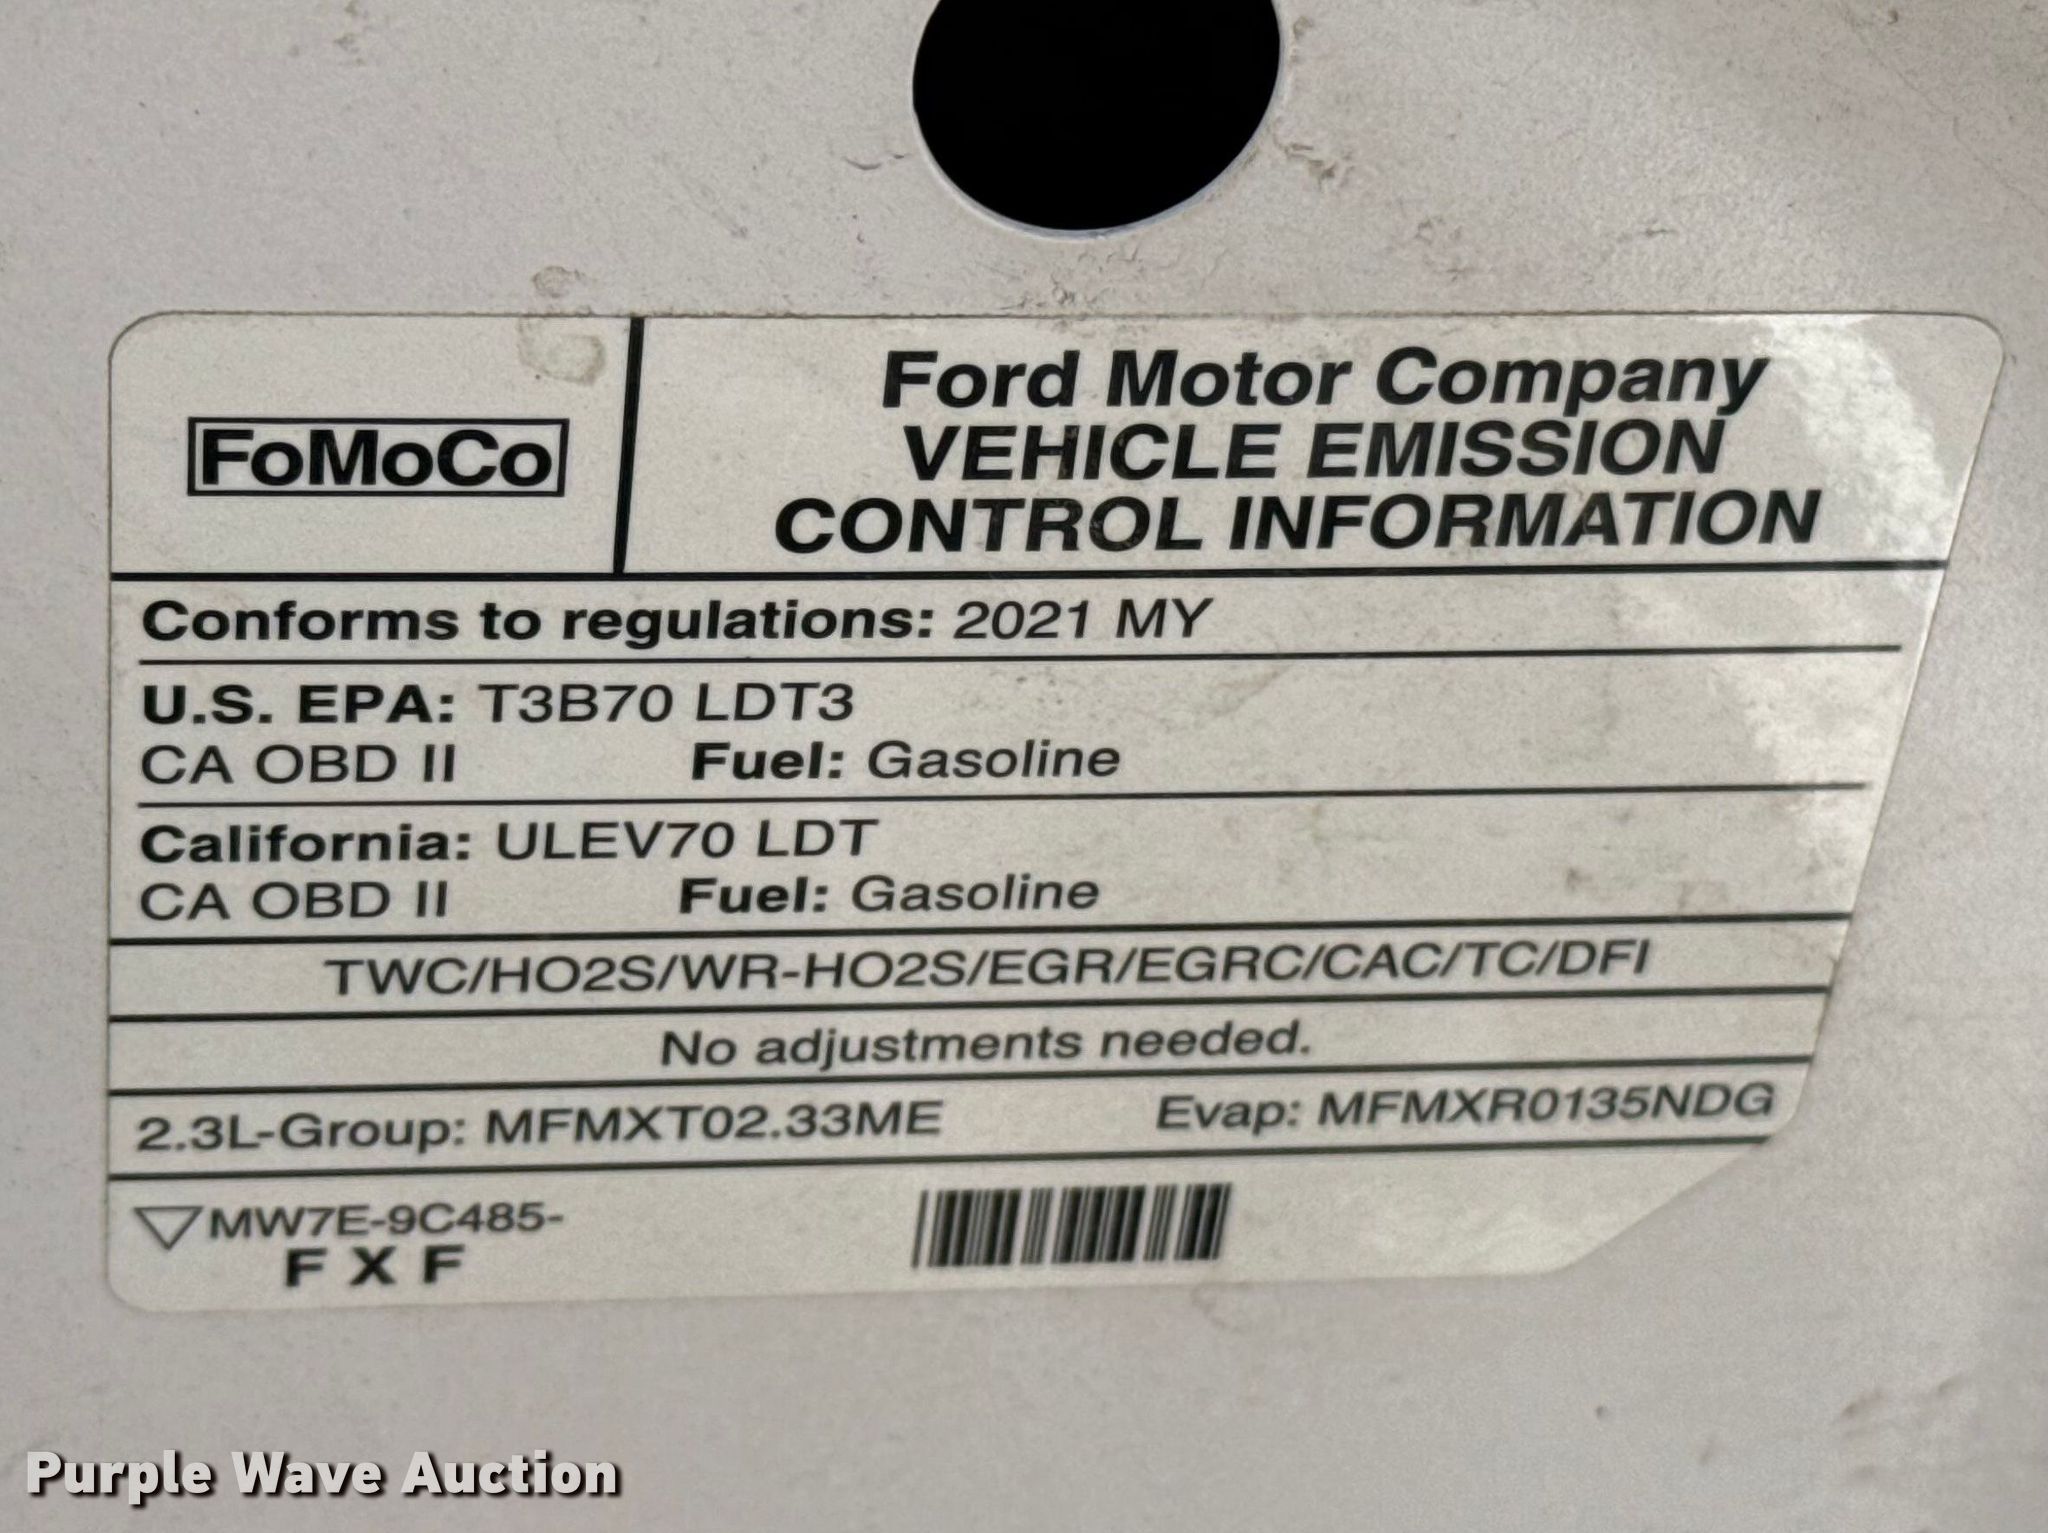 FoMoCo
Ford Motor Company
VEHICLE EMISSION
CONTROL INFORMATION
Conforms to regulations: 2021 MY
U.S. EPA: T3B70 LDT3
CA OBD II Fuel: Gasoline
California: ULEV70 LDT
CA OBD II Fuel: Gasoline
TWC/HO2S/WR-HO2S/EGR/EGRC/CAC/TC/DFI
No adjustments needed.
2.3L-Group: MFMXT02.33ME Evap: MFMXR0135NDG
MW7E-9C485-
F X F
Purple Wave Auction